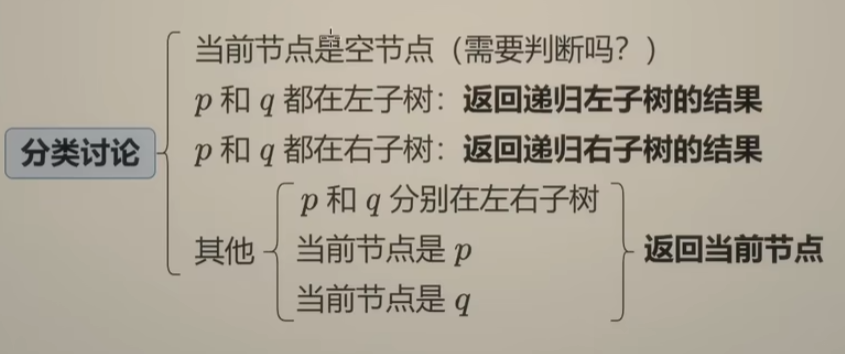 当前节点是空节点（需要判断吗？）
p 和 q 都在左子树：返回递归左子树的结果
分类讨论
p 和 q 都在右子树：返回递归右子树的结果
p 和 q 分别在左右子树
其他
当前节点是 p
返回当前节点
当前节点是 q